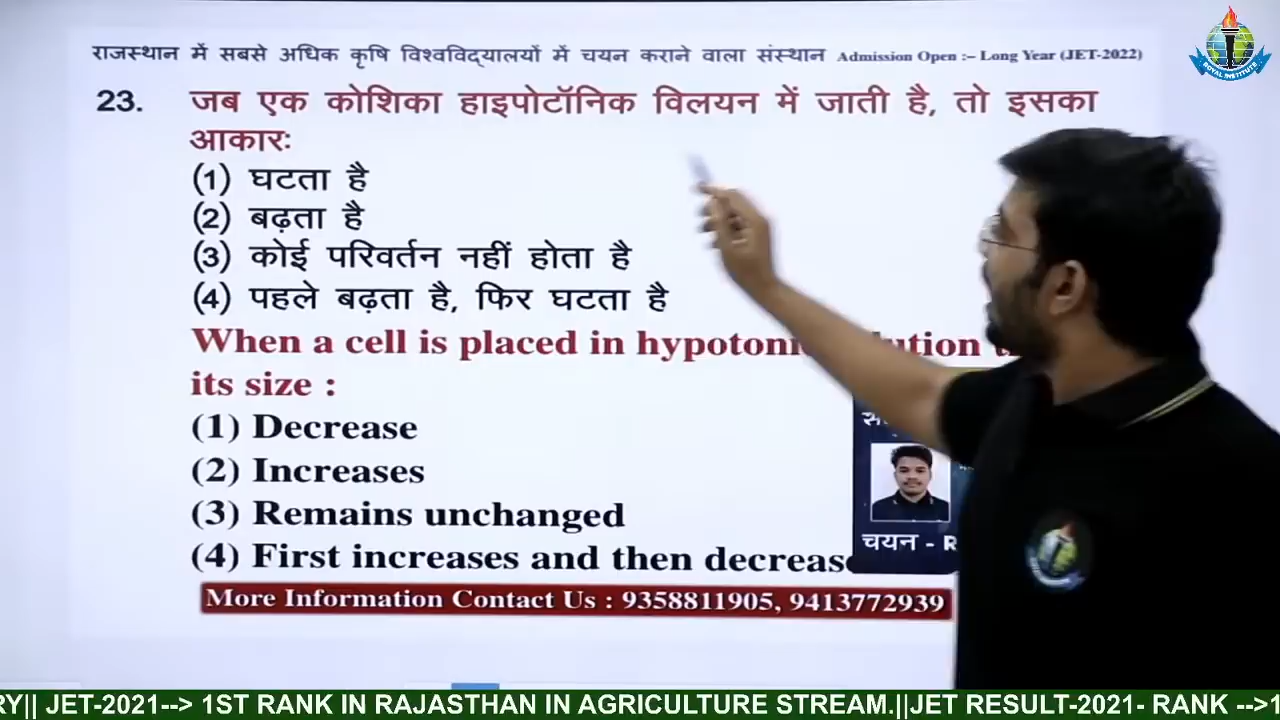 राजस्थान में सबसे अधिक कृषि विश्वविद्यालयों में चयन कराने वाला संस्थान Admission Open :– Long Year (JET-2022)
23. जब एक कोशिका हाइपोटॉनिक विलयन में जाती है, तो इसका
आकारः
(1) घटता है
(2) बढ़ता है
(3) कोई परिवर्तन नहीं होता है
(4) पहले बढ़ता है, फिर घटता है
When a cell is placed in
its size :
(1) Decrease
(2) Increases
(3) Remains unchanged
(4) First increases and then
चयन -
More Information Contact Us : 9358811905, 9413772939
ROYAL INSTITUTE
JET-2021--> 1ST RANK IN RAJASTHAN IN AGRICULTURE STREAM.||JET RESULT-2021- RANK -->1